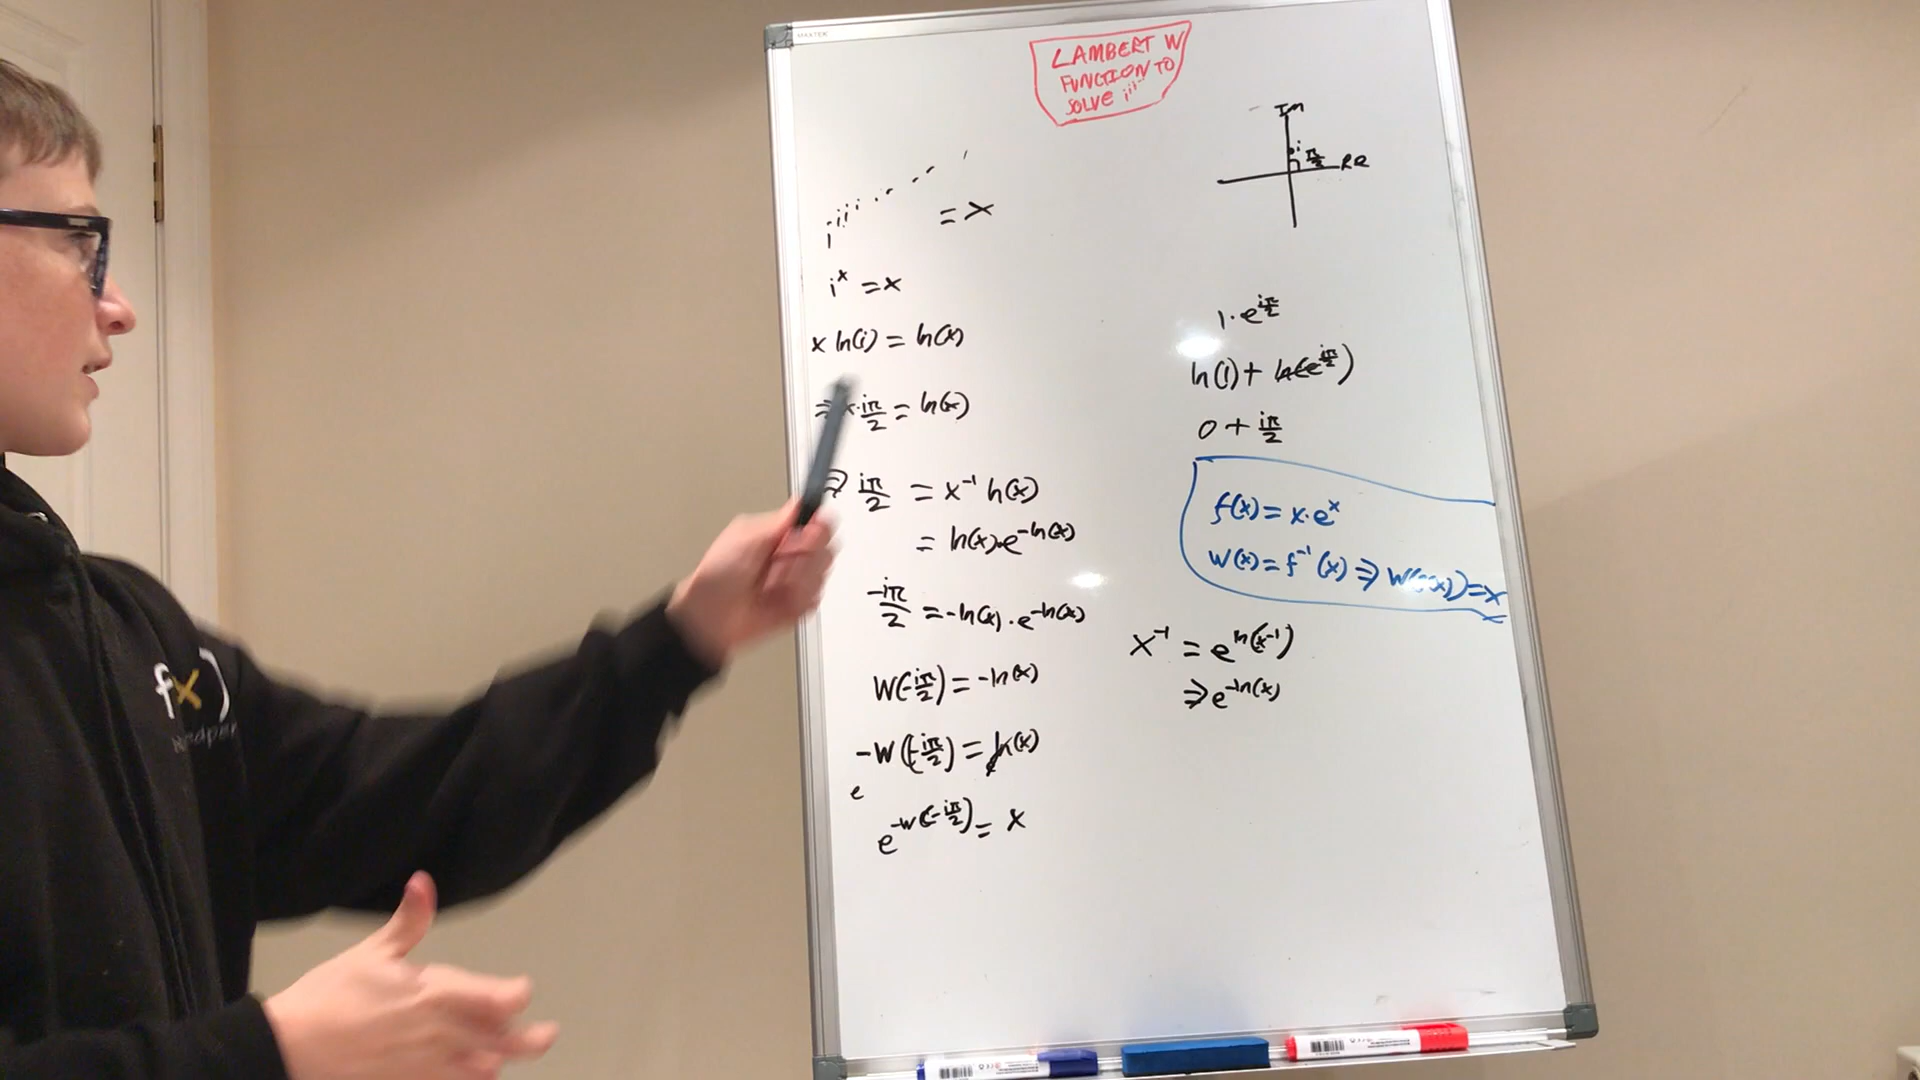 MAXTEK
LAMBERT W
FUNCTION TO
SOLVE i^i^i^...
i^i^i^i^... = x
i^x = x
x ln(i) = ln(x)
⇒ x·iπ/2 = ln(x)
⇒ iπ/2 = x^-1 ln(x)
= ln(x)·e^-ln(x)
-iπ/2 = -ln(x)·e^-ln(x)
W(-iπ/2) = -ln(x)
-W(-iπ/2) = ln(x)
e
e^-W(-iπ/2) = x
Im
i π/2 Re
1·e^iπ/2
ln(1) + ln(e^iπ/2)
0 + iπ/2
f(x) = x·e^x
W(x) = f^-1(x) ⇒ W(f(x)) = x
x^-1 = e^ln(x^-1)
⇒ e^-ln(x)
f(x)